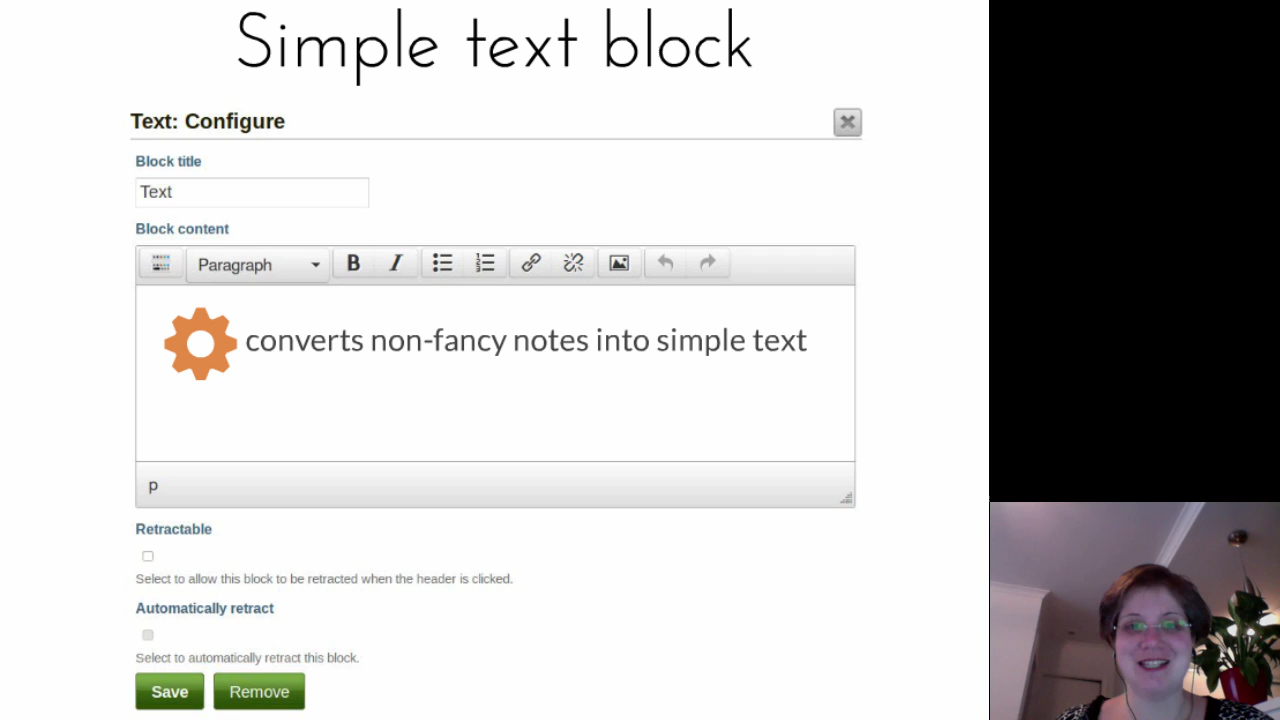 Simple text block
Text: Configure
Block title
Text
Block content
Paragraph B I
converts non-fancy notes into simple text
p
Retractable
Select to allow this block to be retracted when the header is clicked.
Automatically retract
Select to automatically retract this block.
Save Remove